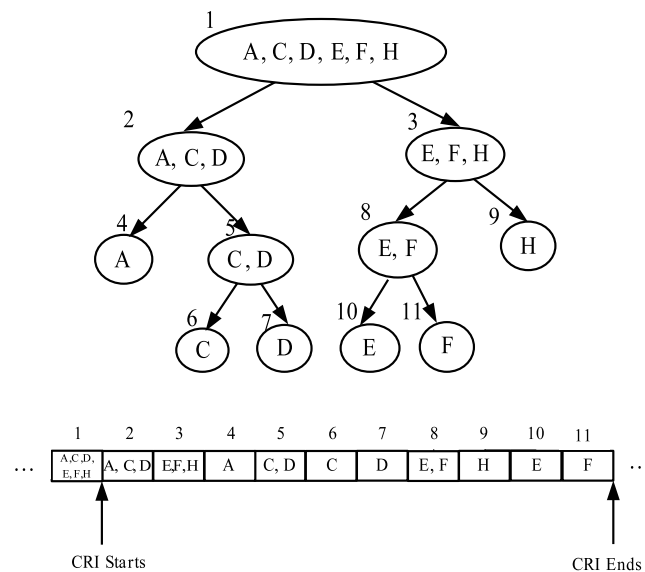 1
A, C, D, E, F, H
2
3
A, C, D
E, F, H
4
5
8
9
A
C, D
E, F
H
6
7
10
11
C
D
E
F
1 2 3 4 5 6 7 8 9 10 11
... A,C,D, E,F,H A, C, D E,F,H A C, D C D E, F H E F ..
CRI Starts
CRI Ends